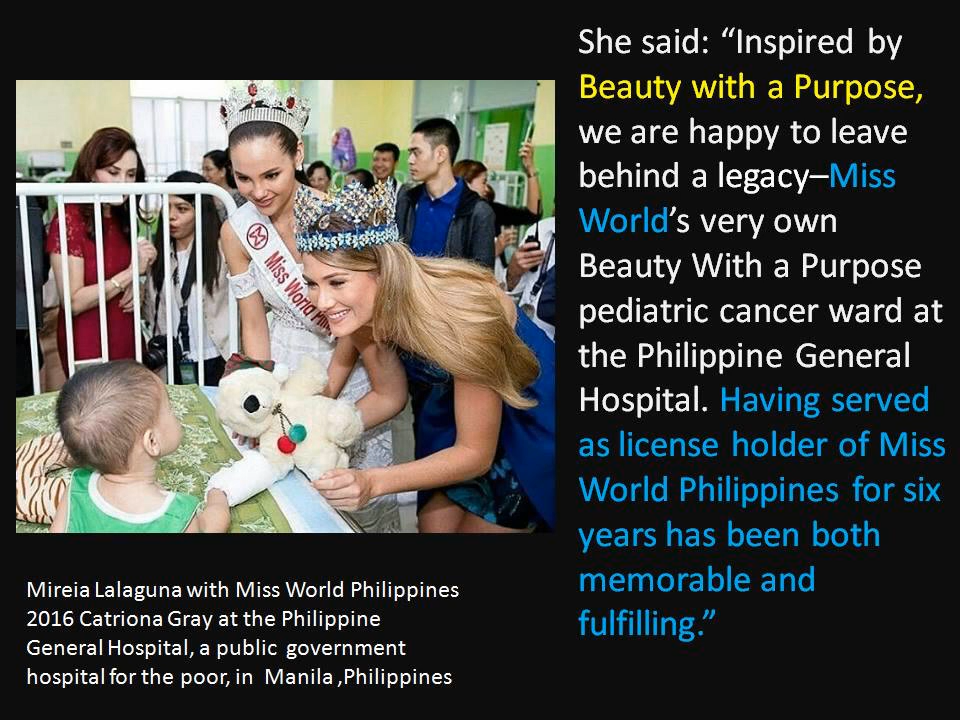 She said: “Inspired by
Beauty with a Purpose,
we are happy to leave
behind a legacy–Miss
World’s very own
Beauty With a Purpose
pediatric cancer ward at
the Philippine General
Hospital. Having served
as license holder of Miss
World Philippines for six
years has been both
memorable and
fulfilling.”
Miss World
Mireia Lalaguna with Miss World Philippines
2016 Catriona Gray at the Philippine
General Hospital, a public government
hospital for the poor, in Manila ,Philippines